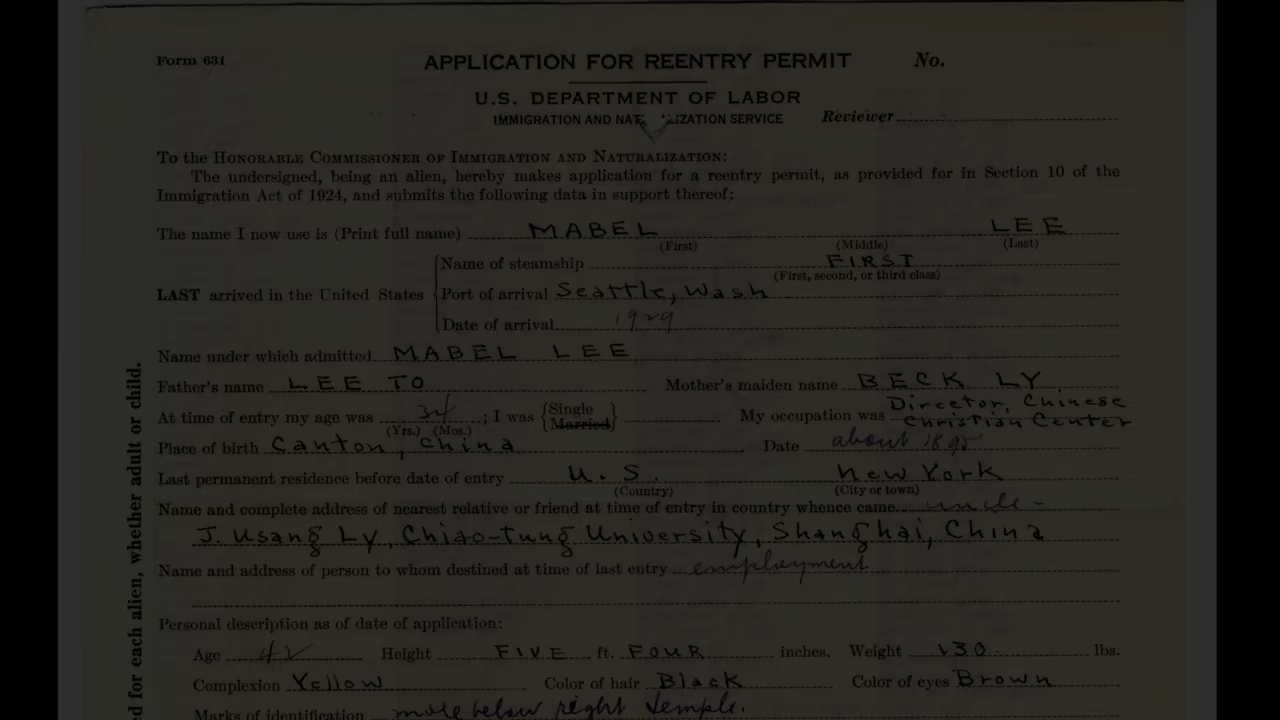 Form 631
APPLICATION FOR REENTRY PERMIT No.
U.S. DEPARTMENT OF LABOR
IMMIGRATION AND NATURALIZATION SERVICE Reviewer
To the HONORABLE COMMISSIONER OF IMMIGRATION AND NATURALIZATION:
The undersigned, being an alien, hereby makes application for a reentry permit, as provided for in Section 10 of the
Immigration Act of 1924, and submits the following data in support thereof:
The name I now use is (Print full name) MABEL LEE
(First) (Middle) (Last)
Name of steamship FIRST
(First, second, or third class)
LAST arrived in the United States Port of arrival Seattle, Wash
Date of arrival 1929
Name under which admitted MABEL LEE
Father's name LEE TO Mother's maiden name BECK LY
At time of entry my age was 34; I was {Single Married} My occupation was Director, Chinese Christian Center
(Yrs.) (Mos.)
Place of birth Canton, China Date about 1895
Last permanent residence before date of entry U.S. New York
(Country) (City or town)
Name and complete address of nearest relative or friend at time of entry in country whence came uncle -
J. Usang Ly, Chiao-tung University, Shanghai, China
Name and address of person to whom destined at time of last entry employment
Personal description as of date of application:
Age 42 Height FIVE ft. FOUR inches. Weight 130 lbs.
Complexion Yellow Color of hair Black Color of eyes Brown
Marks of identification mole below right temple.
ed for each alien, whether adult or child.